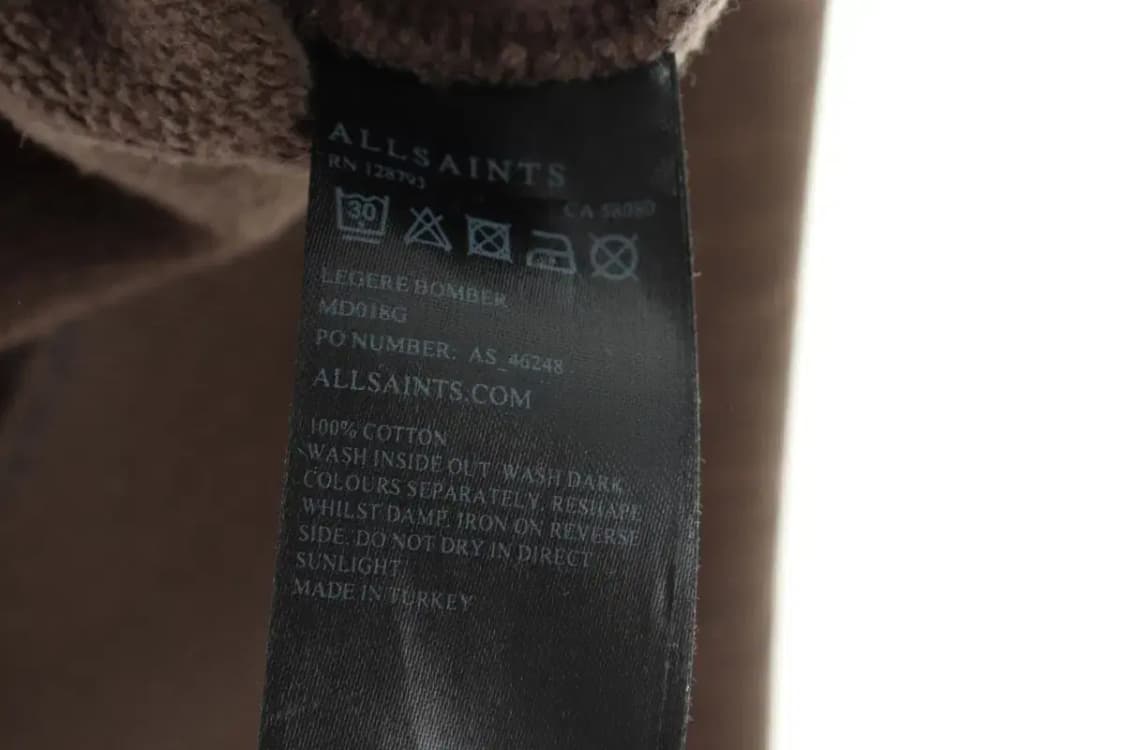 ALLSAINTS
RN 128793
CA 58090
30
LEGERE BOMBER
MD018G
PO NUMBER: AS_46248
ALLSAINTS.COM
100% COTTON
WASH INSIDE OUT. WASH DARK
COLOURS SEPARATELY. RESHAPE
WHILST DAMP. IRON ON REVERSE
SIDE. DO NOT DRY IN DIRECT
SUNLIGHT.
MADE IN TURKEY